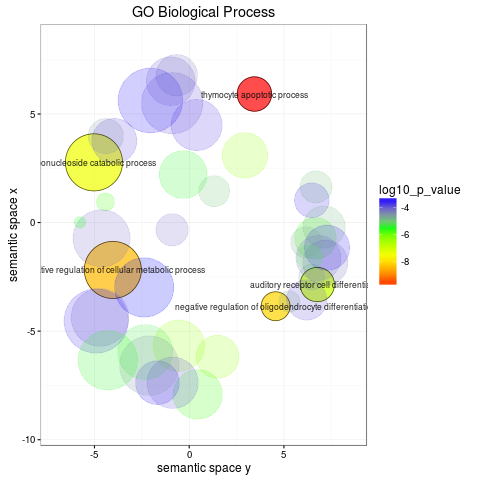 GO Biological Process
thymocyte apoptotic process
onucleoside catabolic process
tive regulation of cellular metabolic process
auditory receptor cell differenti
negative regulation of oligodendrocyte differentiati
5
0
-5
-10
-5
0
5
semantic space x
semantic space y
log10_p_value
-4
-6
-8